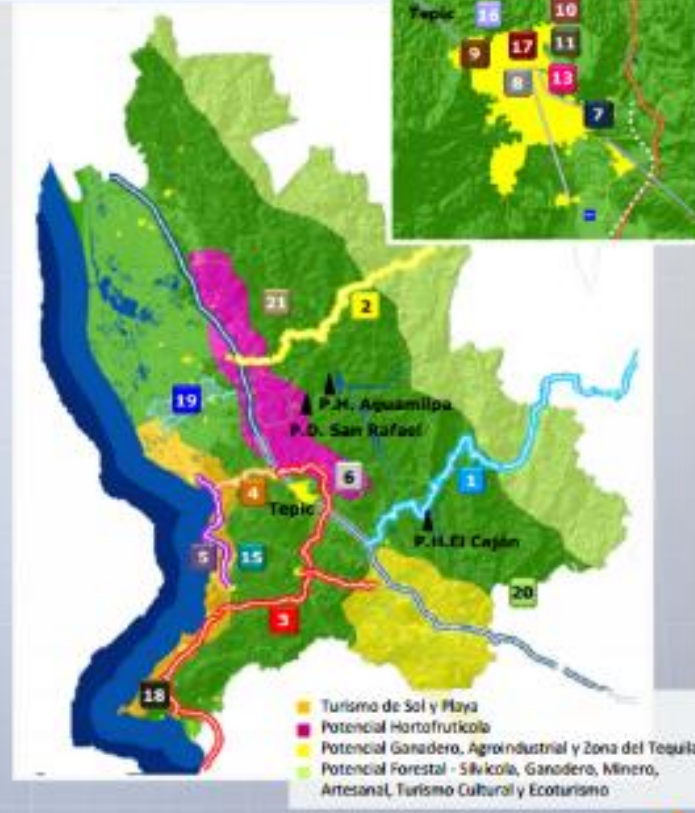 Tepic
16
10
9
17
11
8
13
7
21
2
P.H. Aguamilpa
19
P.D. San Rafael
6
1
4
Tepic
P.H.El Cajón
5
15
20
3
18
Turismo de Sol y Playa
Potencial Hortofrutícola
Potencial Ganadero, Agroindustrial y Zona del Tequila
Potencial Forestal - Silvícola, Ganadero, Minero,
Artesanal, Turismo Cultural y Ecoturismo